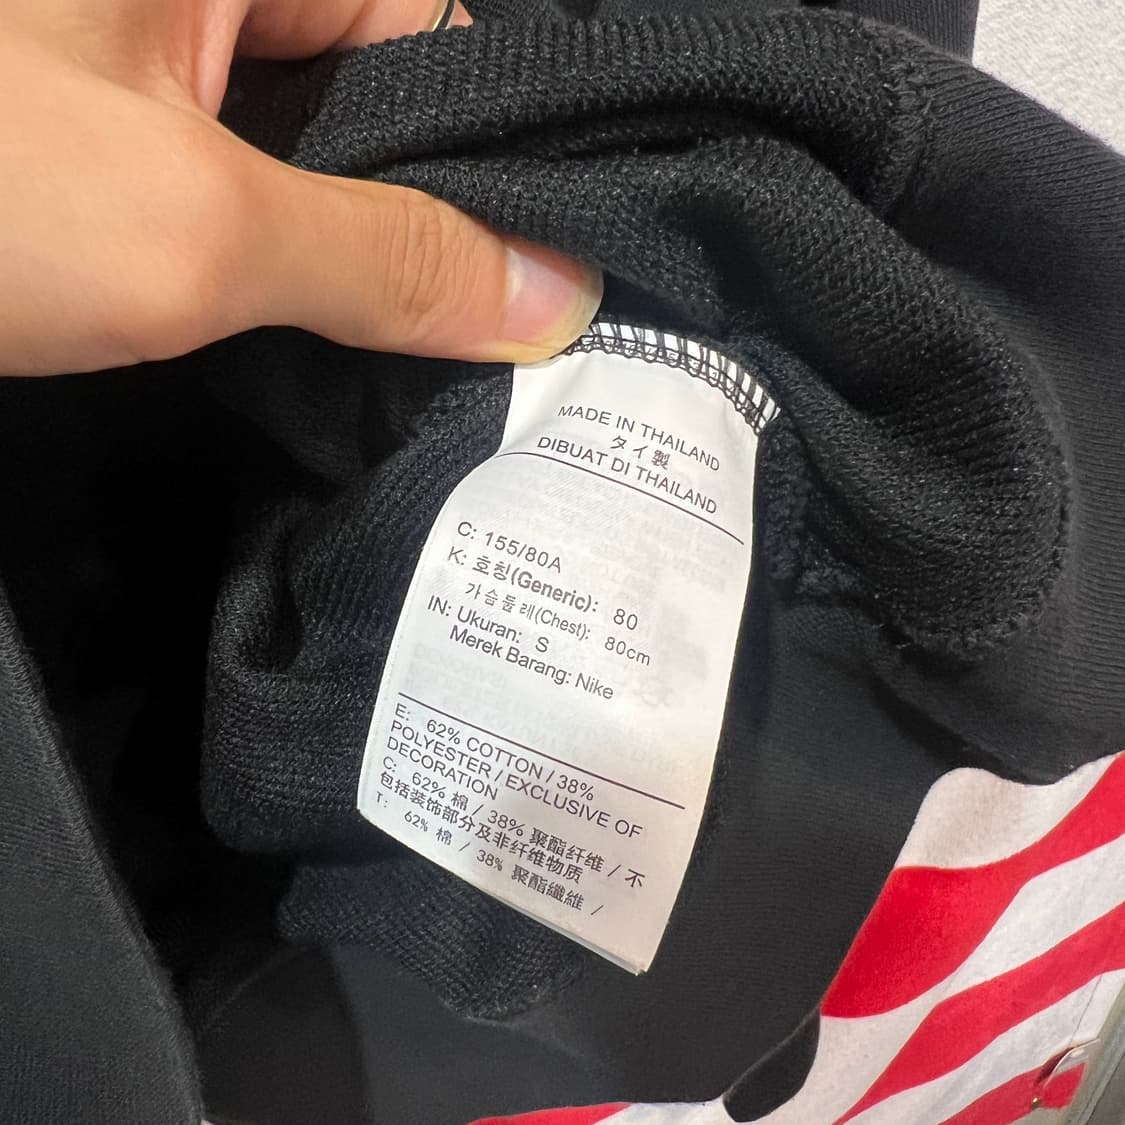 MADE IN THAILAND
タイ製
DIBUAT DI THAILAND
C: 155/80A
K: 호칭(Generic): 80
가슴둘레(Chest): 80cm
IN: Ukuran: S
Merek Barang: Nike
E: 62% COTTON / 38%
POLYESTER / EXCLUSIVE OF
DECORATION
C: 62% 棉 / 38% 聚酯纤维 / 不
包括装饰部分及非纤维物质
T: 62% 棉 / 38% 聚酯纖維 /